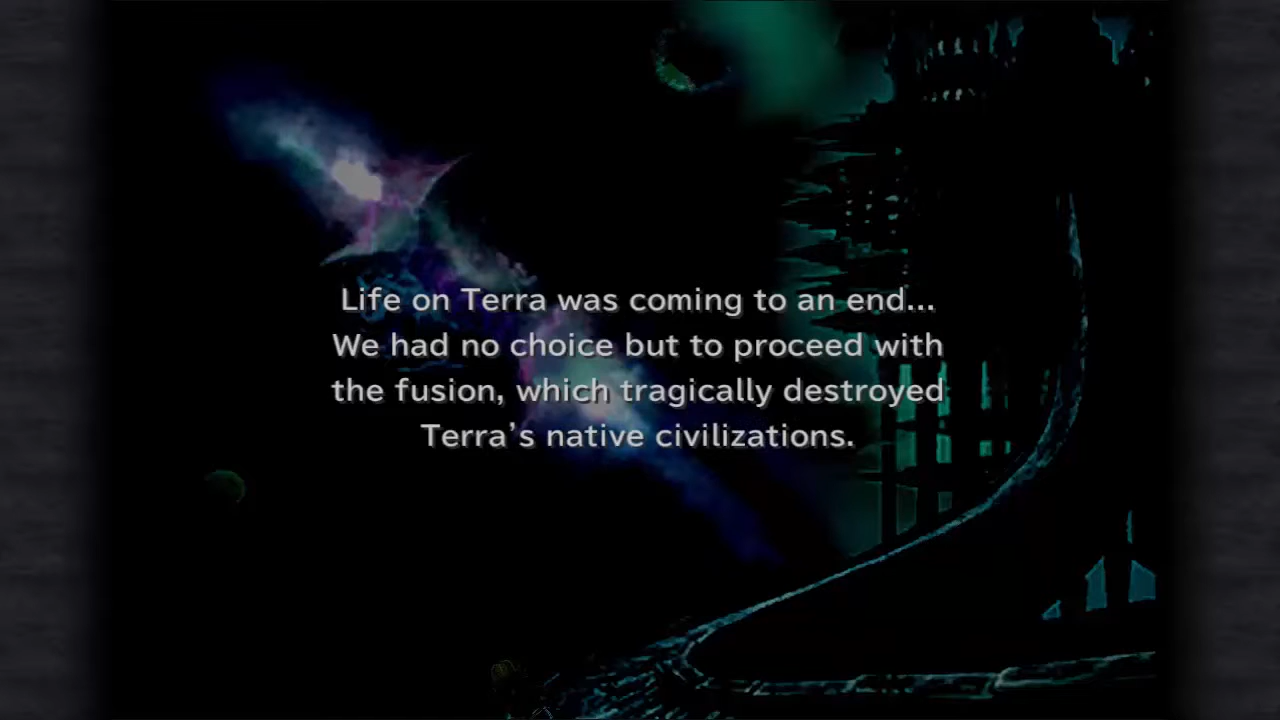 Life on Terra was coming to an end...
We had no choice but to proceed with
the fusion, which tragically destroyed
Terra’s native civilizations.